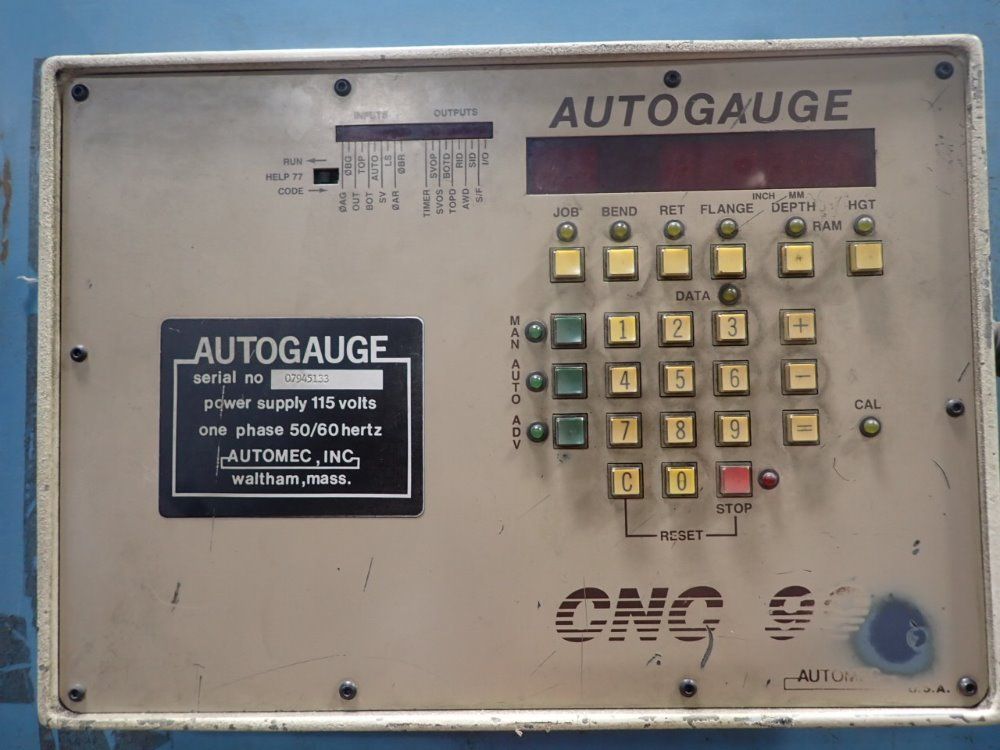 INPUTS OUTPUTS
AUTOGAUGE
RUN
HELP 77
CODE
ØBG TOP AUTO LS ØBR
ØAG OUT BOT SV ØAR
SVOP BOTD RID SID I/O
TIMER SVOS TOPD AWD S/F
INCH MM
JOB BEND RET FLANGE DEPTH HGT
RAM
DATA
MAN 1 2 3 +
AUTO 4 5 6 -
ADV 7 8 9 =
CAL
C 0
STOP
RESET
AUTOGAUGE
serial no 07945133
power supply 115 volts
one phase 50/60 hertz
AUTOMEC, INC
waltham, mass.
CNC
U.S.A.